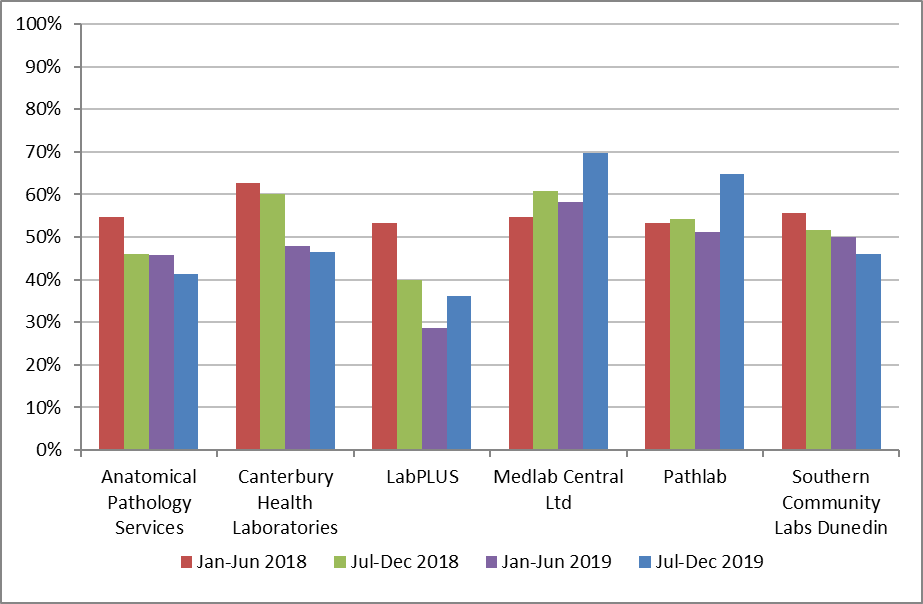 100%
90%
80%
70%
60%
50%
40%
30%
20%
10%
0%
Anatomical
Pathology
Services
Canterbury
Health
Laboratories
LabPLUS
Medlab Central
Ltd
Pathlab
Southern
Community
Labs Dunedin
Jan-Jun 2018
Jul-Dec 2018
Jan-Jun 2019
Jul-Dec 2019